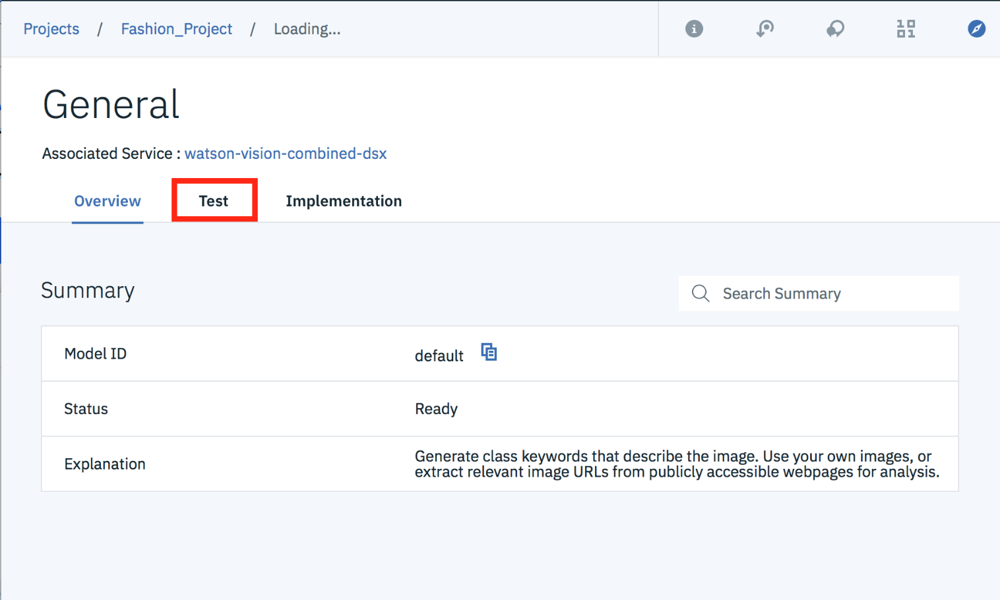 Projects / Fashion_Project / Loading...
General
Associated Service : watson-vision-combined-dsx
Overview Test Implementation
Summary
Search Summary
Model ID default
Status Ready
Explanation Generate class keywords that describe the image. Use your own images, or
extract relevant image URLs from publicly accessible webpages for analysis.